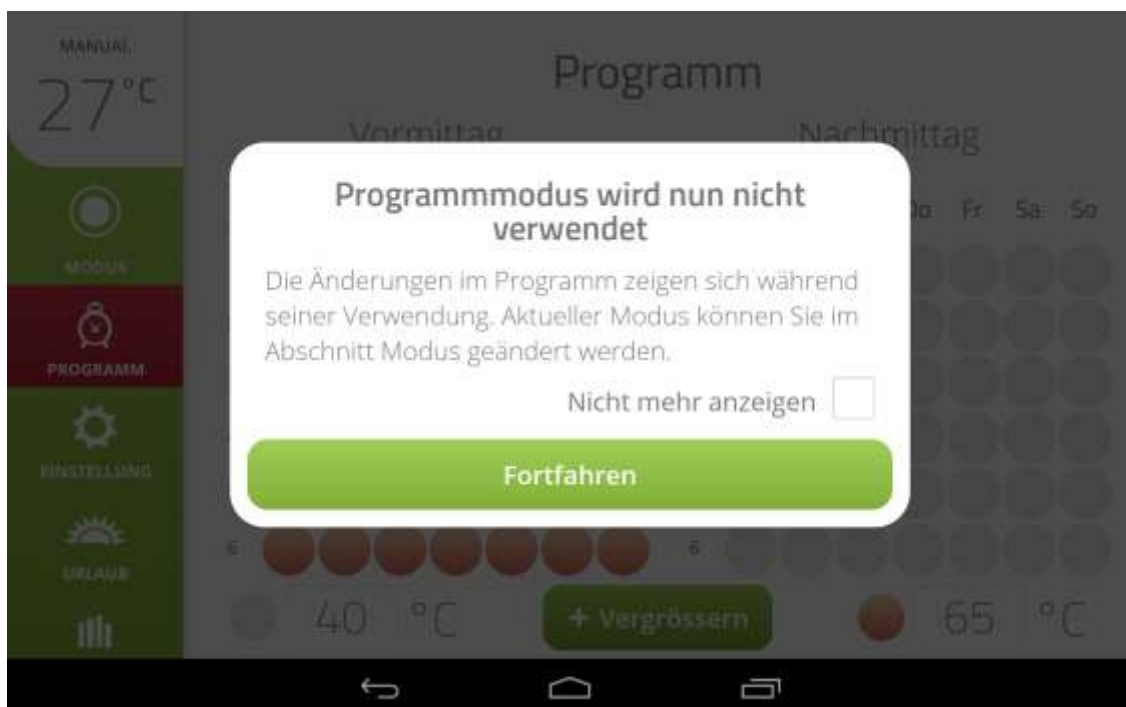 MANUAL
27°C
Programm
Vormittag
Nachmittag
Do Fr Sa So
Programmmodus wird nun nicht
verwendet
Die Änderungen im Programm zeigen sich während
seiner Verwendung. Aktueller Modus können Sie im
Abschnitt Modus geändert werden.
Nicht mehr anzeigen
Fortfahren
MODUS
PROGRAMM
EINSTELLUNG
URLAUB
6
6
40 °C
+ Vergrössern
65 °C